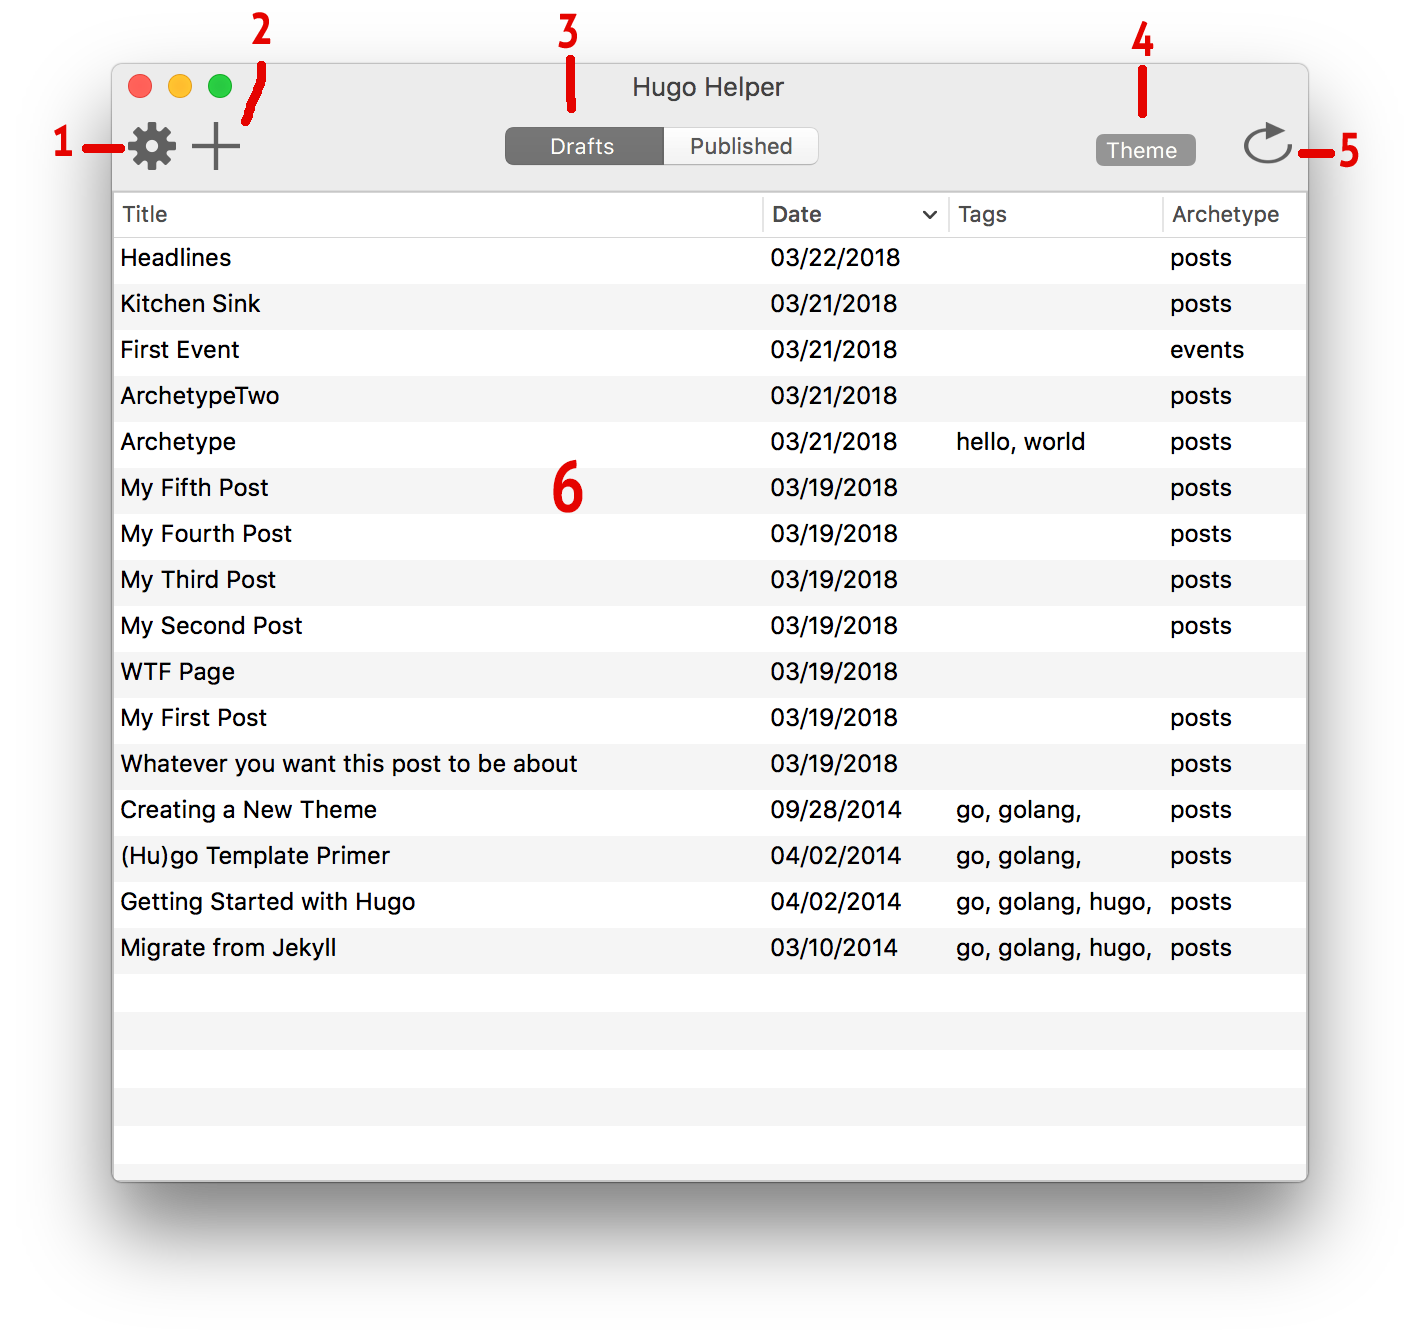 2 3 4
Hugo Helper
1 Drafts Published Theme 5
Title Date Tags Archetype
Headlines 03/22/2018 posts
Kitchen Sink 03/21/2018 posts
First Event 03/21/2018 events
ArchetypeTwo 03/21/2018 posts
Archetype 03/21/2018 hello, world posts
6
My Fifth Post 03/19/2018 posts
My Fourth Post 03/19/2018 posts
My Third Post 03/19/2018 posts
My Second Post 03/19/2018 posts
WTF Page 03/19/2018
My First Post 03/19/2018 posts
Whatever you want this post to be about 03/19/2018 posts
Creating a New Theme 09/28/2014 go, golang, posts
(Hu)go Template Primer 04/02/2014 go, golang, posts
Getting Started with Hugo 04/02/2014 go, golang, hugo, posts
Migrate from Jekyll 03/10/2014 go, golang, hugo, posts